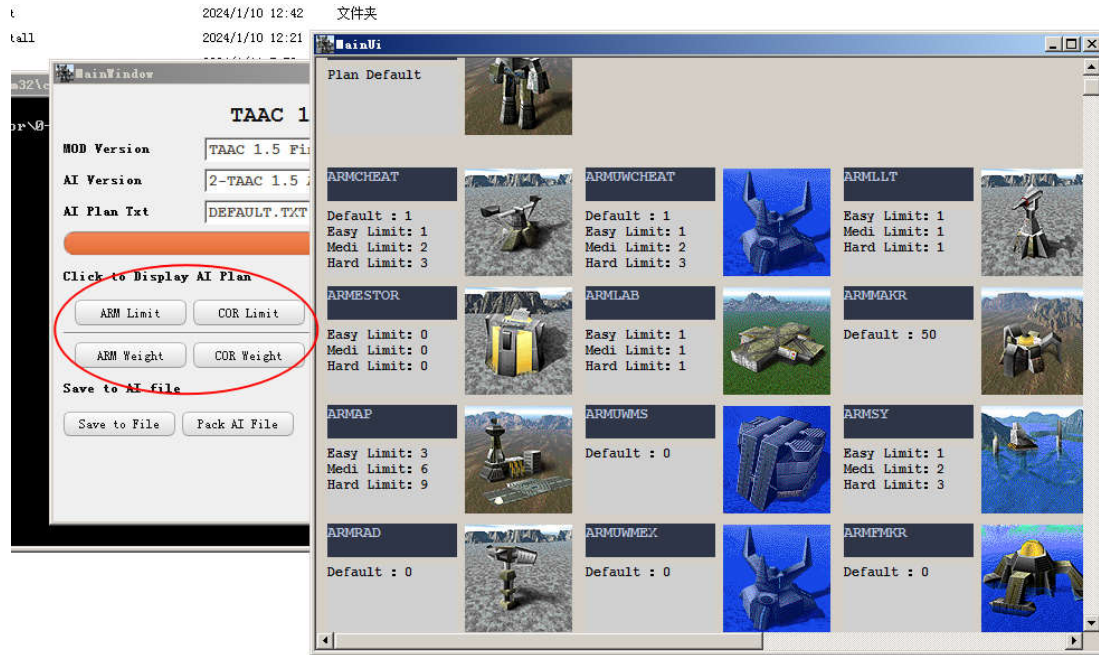 2024/1/10 12:42 文件夹
tall 2024/1/10 12:21
MainWindow
TAAC 1
MOD Version TAAC 1.5 Fi
AI Version 2-TAAC 1.5
AI Plan Txt DEFAULT.TXT
Click to Display AI Plan
ARM Limit COR Limit
ARM Weight COR Weight
Save to AI file
Save to File Pack AI File
MainUi
Plan Default
ARMCHEAT
Default : 1
Easy Limit: 1
Medi Limit: 2
Hard Limit: 3
ARMUWCHEAT
Default : 1
Easy Limit: 1
Medi Limit: 2
Hard Limit: 3
ARMLLT
Easy Limit: 1
Medi Limit: 1
Hard Limit: 1
ARMESTOR
Easy Limit: 0
Medi Limit: 0
Hard Limit: 0
ARMLAB
Easy Limit: 1
Medi Limit: 1
Hard Limit: 1
ARMMAKR
Default : 50
ARMAP
Easy Limit: 3
Medi Limit: 6
Hard Limit: 9
ARMUWMS
Default : 0
ARMSY
Easy Limit: 1
Medi Limit: 2
Hard Limit: 3
ARMRAD
Default : 0
ARMUWMEX
Default : 0
ARMFMKR
Default : 0